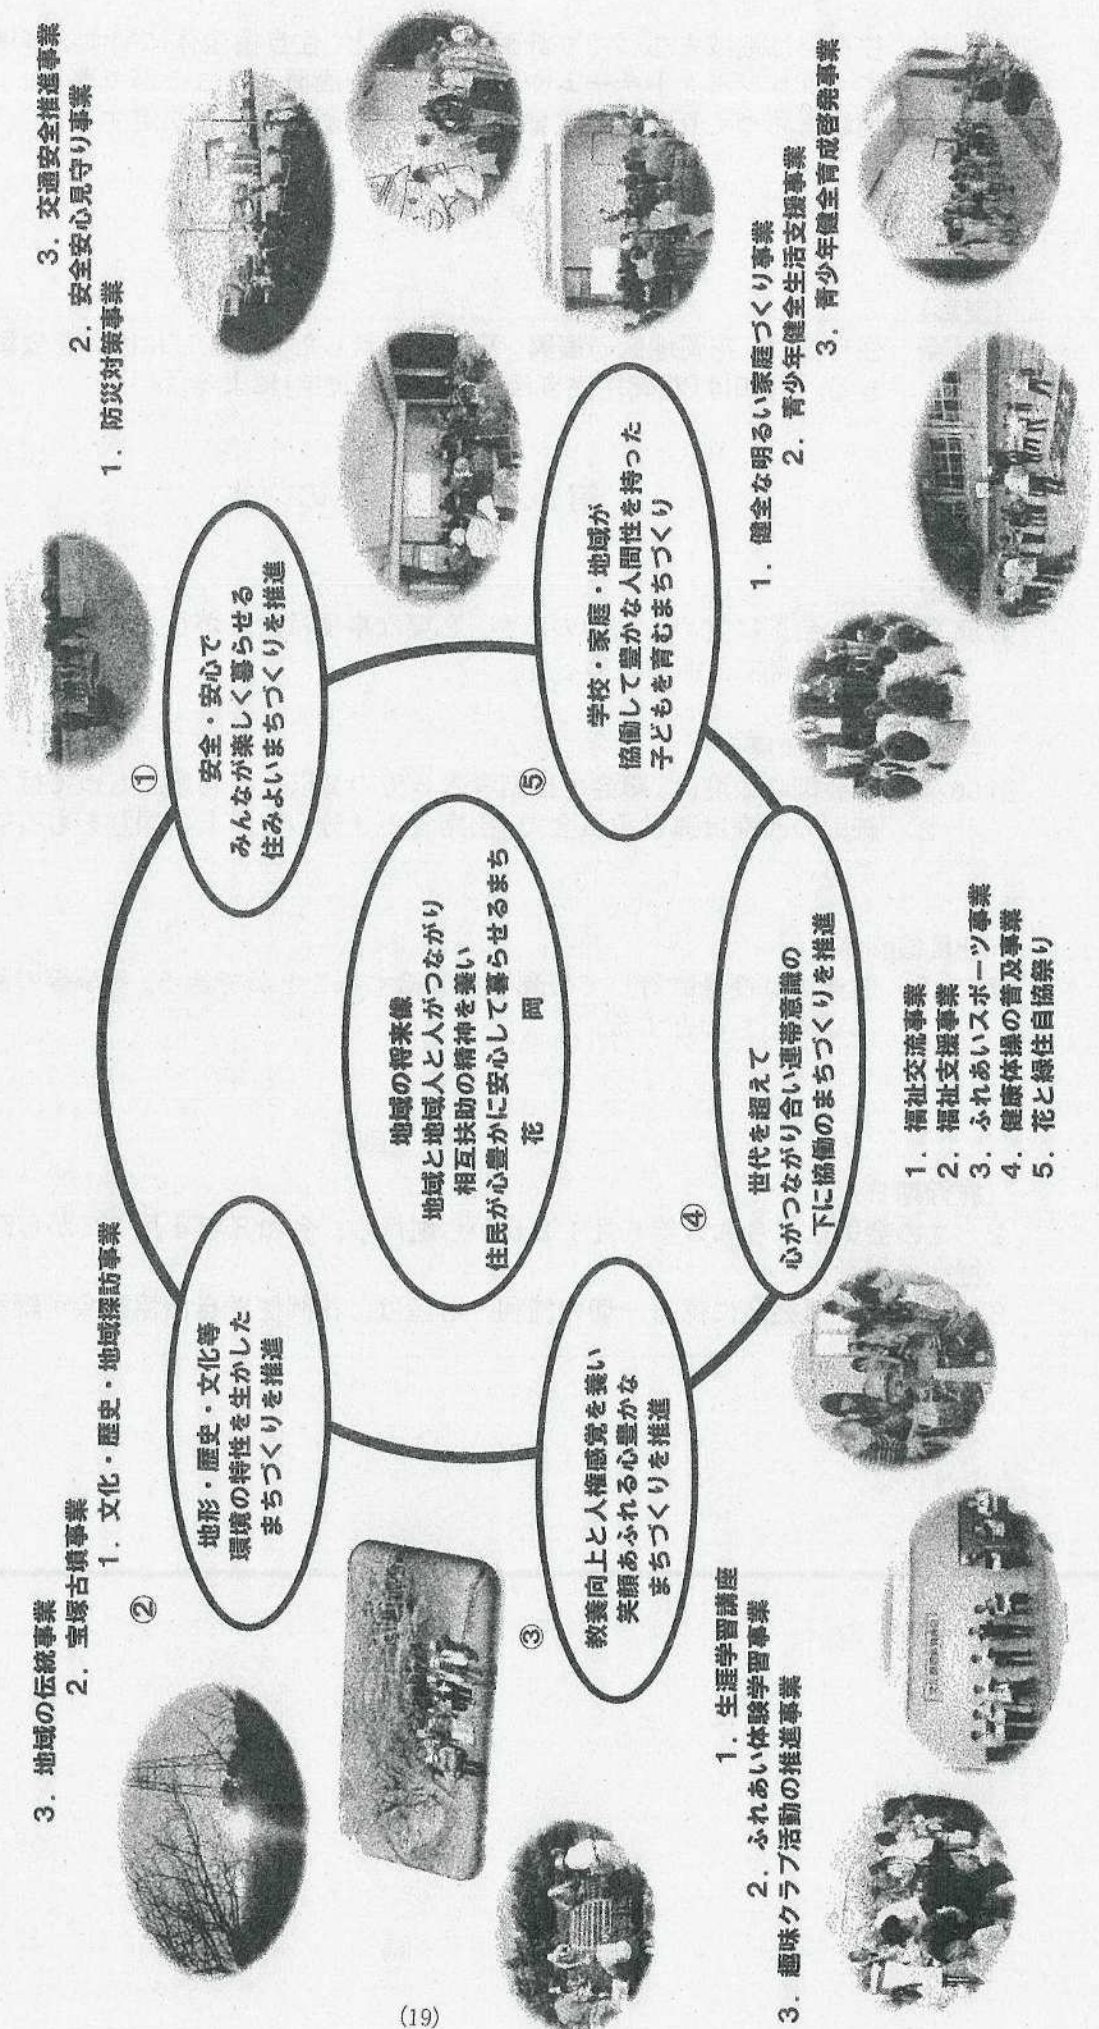 地域の将来像
地域と地域人と人がつながり
相互扶助の精神を養い
住民が心豊かに安心して暮らせるまち
花　　岡
①
安全・安心で
みんなが楽しく暮らせる
住みよいまちづくりを推進
1. 防災対策事業
2. 安全安心見守り事業
3. 交通安全推進事業
②
地形・歴史・文化等
環境の特性を生かした
まちづくりを推進
1. 文化・歴史・地域探訪事業
2. 宝塚古墳事業
3. 地域の伝統事業
③
教養向上と人権感覚を養い
笑顔あふれる心豊かな
まちづくりを推進
1. 生涯学習講座
2. ふれあい体験学習事業
3. 趣味クラブ活動の推進事業
④
世代を超えて
心がつながり合い連帯意識の
下に協働のまちづくりを推進
1. 福祉交流事業
2. 福祉支援事業
3. ふれあいスポーツ事業
4. 健康体操の普及事業
5. 花と緑住自協祭り
⑤
学校・家庭・地域が
協働して豊かな人間性を持った
子どもを育むまちづくり
1. 健全な明るい家庭づくり事業
2. 青少年健全生活支援事業
3. 青少年健全育成啓発事業
(19)